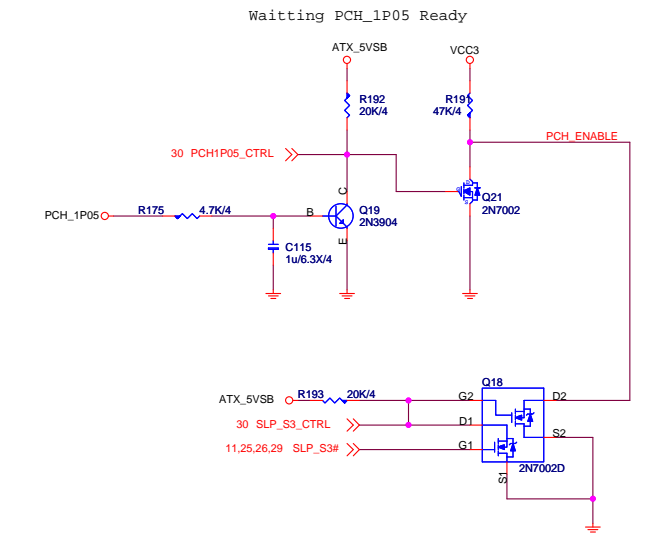 Waitting PCH_1P05 Ready
ATX_5VSB
VCC3
R192
20K/4
R191
47K/4
PCH_ENABLE
30 PCH1P05_CTRL
C
Q21
2N7002
PCH_1P05
R175
4.7K/4
B
Q19
2N3904
E
C115
1u/6.3X/4
Q18
ATX_5VSB
R193
20K/4
G2
D2
30 SLP_S3_CTRL
D1
S2
11,25,26,29 SLP_S3#
G1
2N7002D
S1